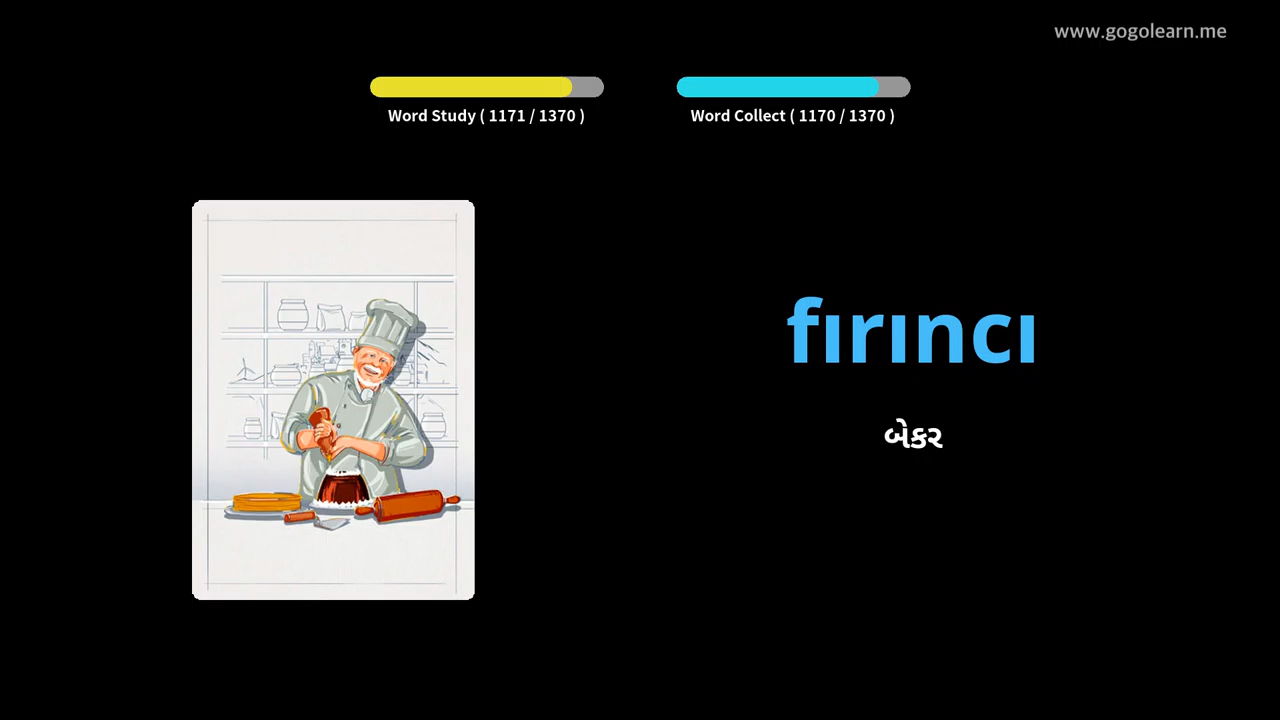 www.gogolearn.me
Word Study ( 1171 / 1370 )
Word Collect ( 1170 / 1370 )
fırıncı
બેકર